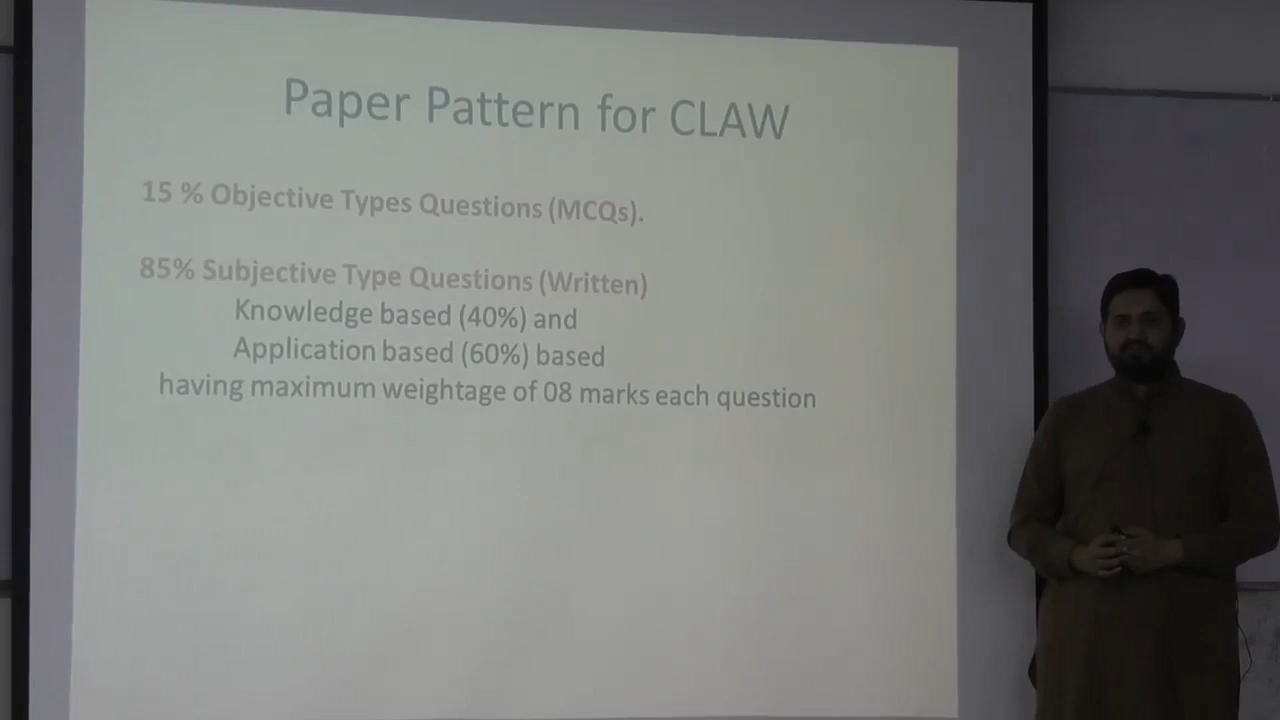 Paper Pattern for CLAW
15 % Objective Types Questions (MCQs).
85% Subjective Type Questions (Written)
Knowledge based (40%) and
Application based (60%) based
having maximum weightage of 08 marks each question